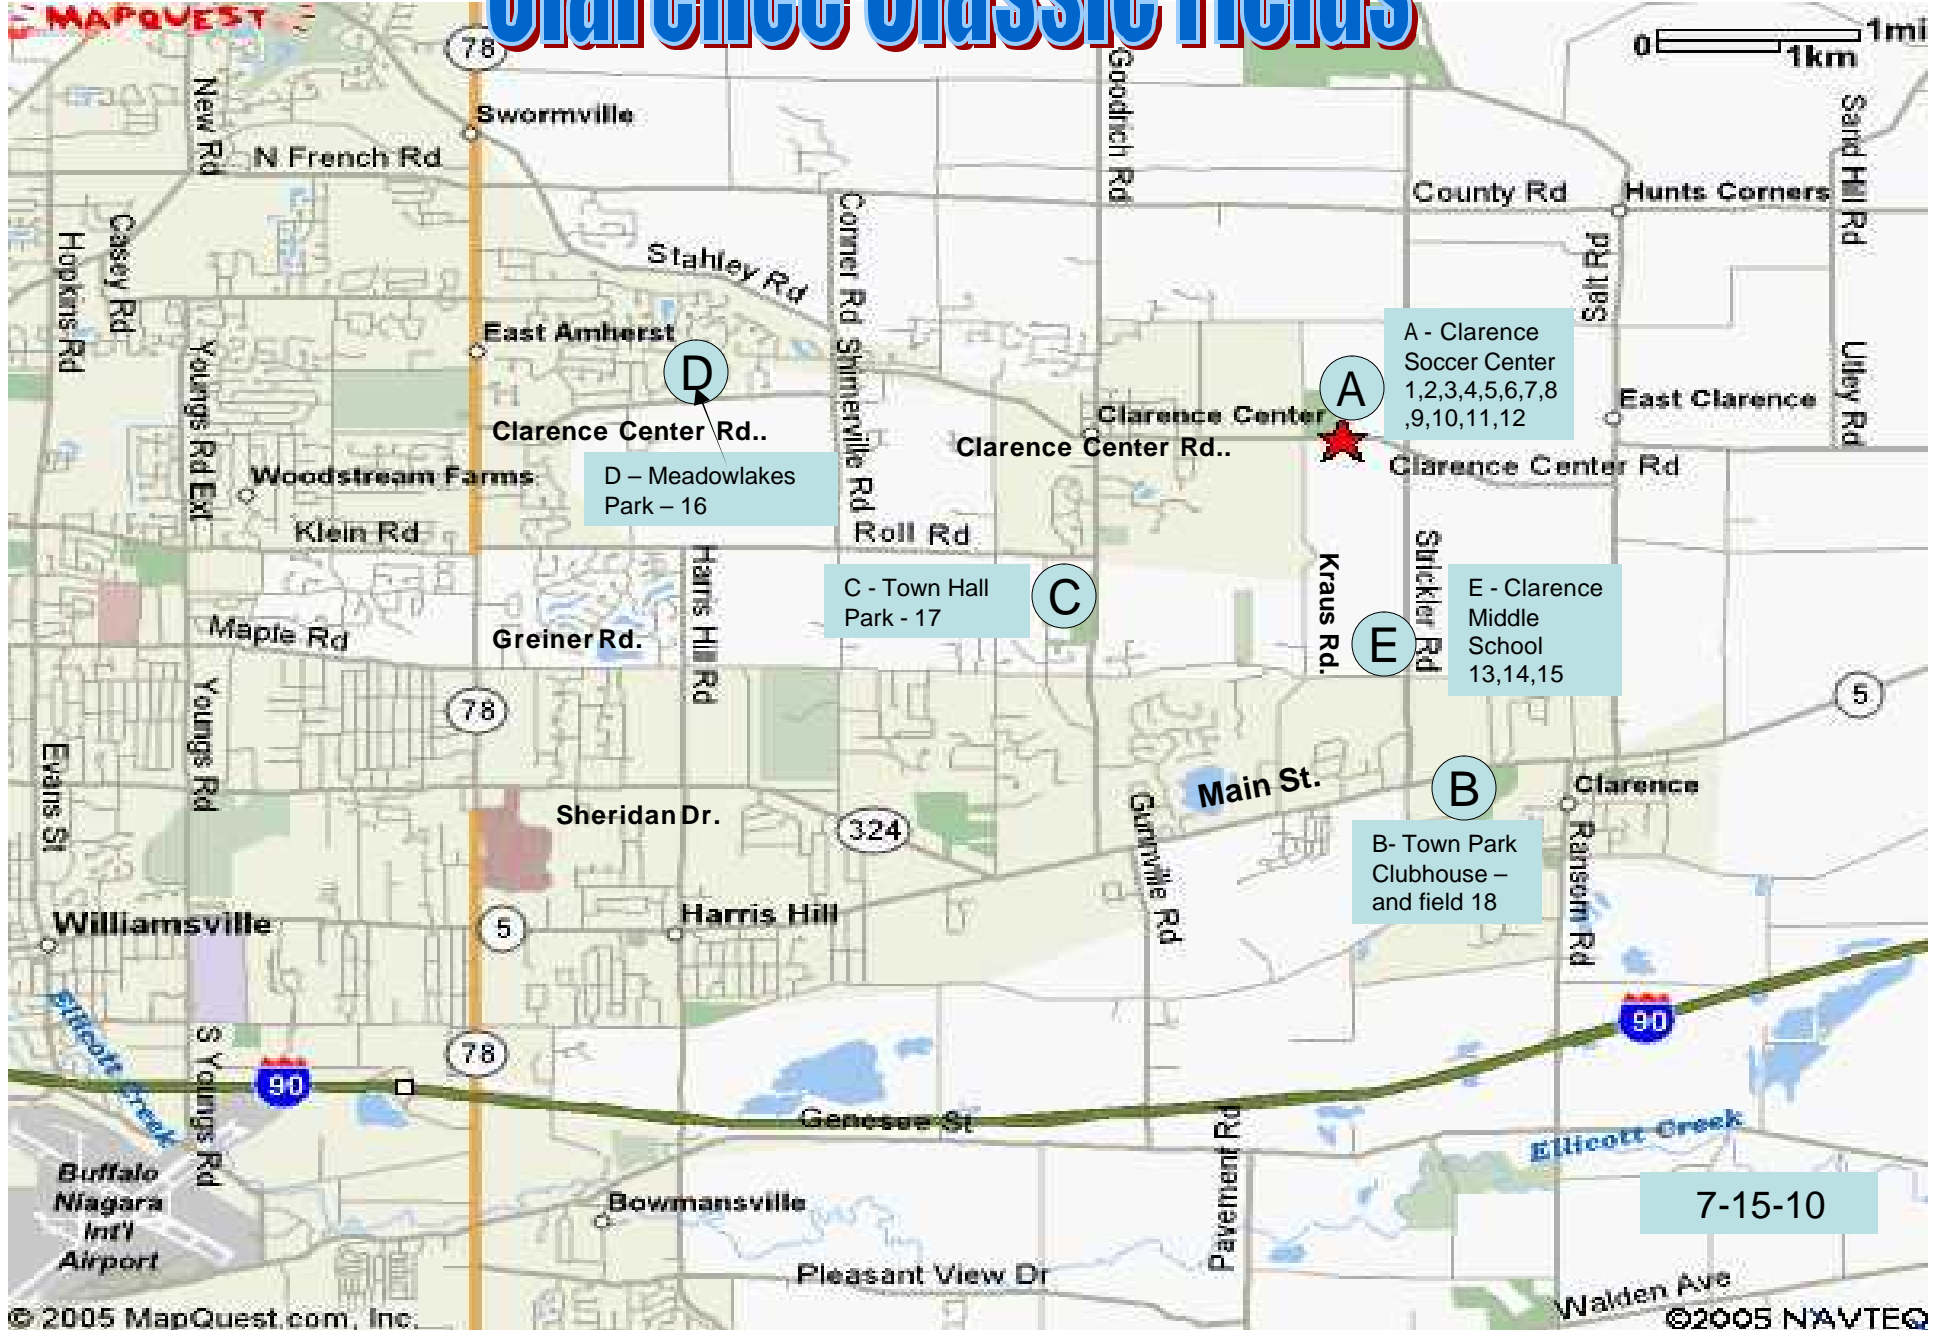 Clarence Classic Fields
MAPQUEST
78
0
1mi
1km
Swormville
Goodrich Rd
New Rd
N French Rd
Sand Hill Rd
County Rd
Hunts Corners
Casey Rd
Hopkins Rd
Stahley Rd
Conner Rd
Salt Rd
East Amherst
D
A
A - Clarence
Soccer Center
1,2,3,4,5,6,7,8
,9,10,11,12
Youngs Rd Ext
Shimerville Rd
Utley Rd
East Clarence
Clarence Center
Clarence Center Rd..
Clarence Center Rd..
Clarence Center Rd
Woodstream Farms
D – Meadowlakes
Park – 16
Klein Rd
Roll Rd
Harris Hill Rd
Kraus Rd.
Strickler Rd
C - Town Hall
Park - 17
C
E
E - Clarence
Middle
School
13,14,15
Maple Rd
Greiner Rd.
78
5
Youngs Rd
Evans St
Sheridan Dr.
324
Gunnville Rd
Main St.
B
Clarence
B- Town Park
Clubhouse –
and field 18
Ransom Rd
Williamsville
5
Harris Hill
Ellicott Creek
S Youngs Rd
90
78
90
Genesee St
Pavement Rd
Ellicott Creek
Buffalo
Niagara
Int'l
Airport
Bowmansville
7-15-10
Pleasant View Dr
Walden Ave
© 2005 MapQuest.com, Inc.
©2005 NAVTEQ